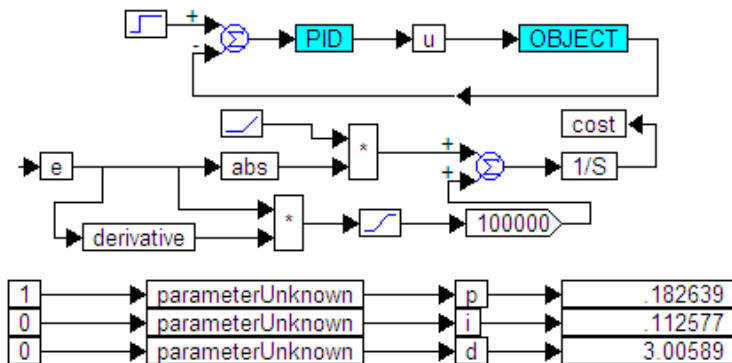 +
- Σ PID u OBJECT
cost
e abs * + + Σ 1/S
derivative * 100000
1 parameterUnknown p .182639
0 parameterUnknown i .112577
0 parameterUnknown d 3.00589